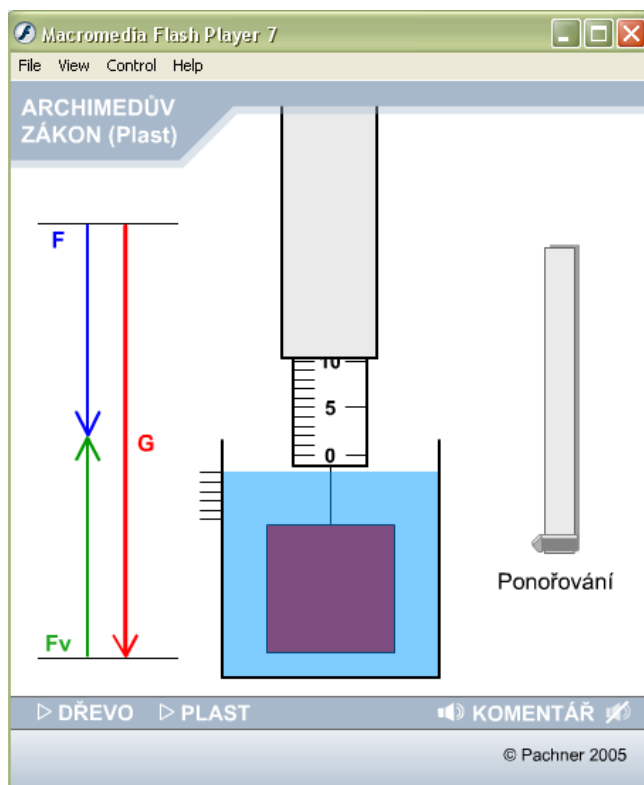 Macromedia Flash Player 7
File View Control Help
ARCHIMEDŮV
ZÁKON (Plast)
F
G
Fv
10
5
0
Ponořování
DŘEVO PLAST KOMENTÁŘ
© Pachner 2005